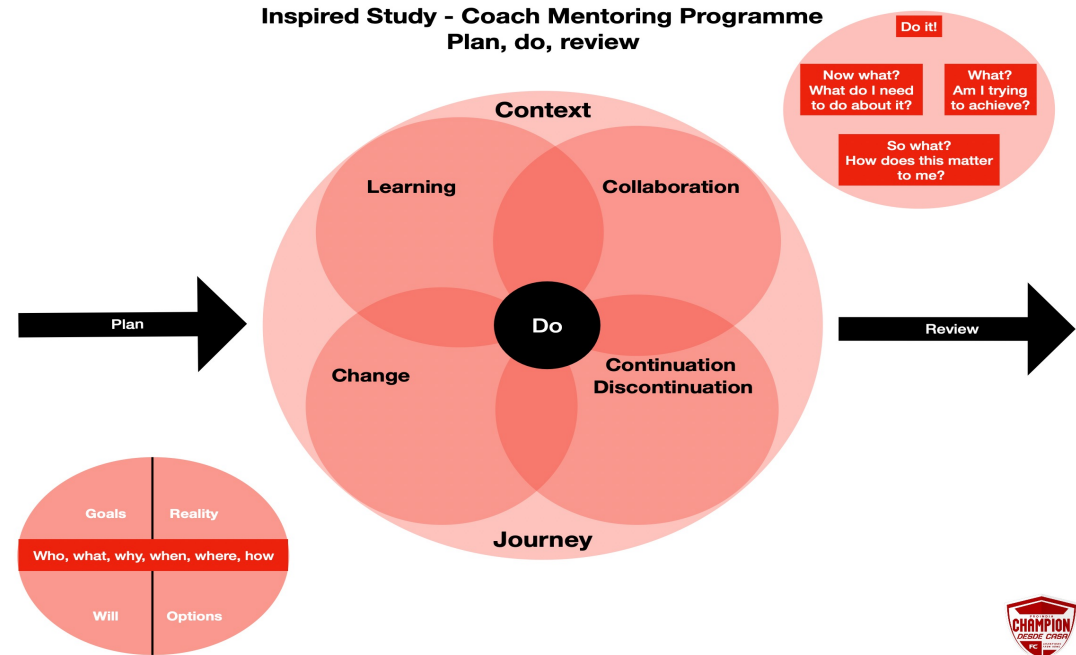 Inspired Study - Coach Mentoring Programme
Plan, do, review
Do it!
Now what?
What do I need
to do about it?
What?
Am I trying
to achieve?
So what?
How does this matter
to me?
Context
Learning
Collaboration
Plan
Do
Review
Change
Continuation
Discontinuation
Goals
Reality
Who, what, why, when, where, how
Will
Options
Journey
CHAMPION
DESDE CASA
FC